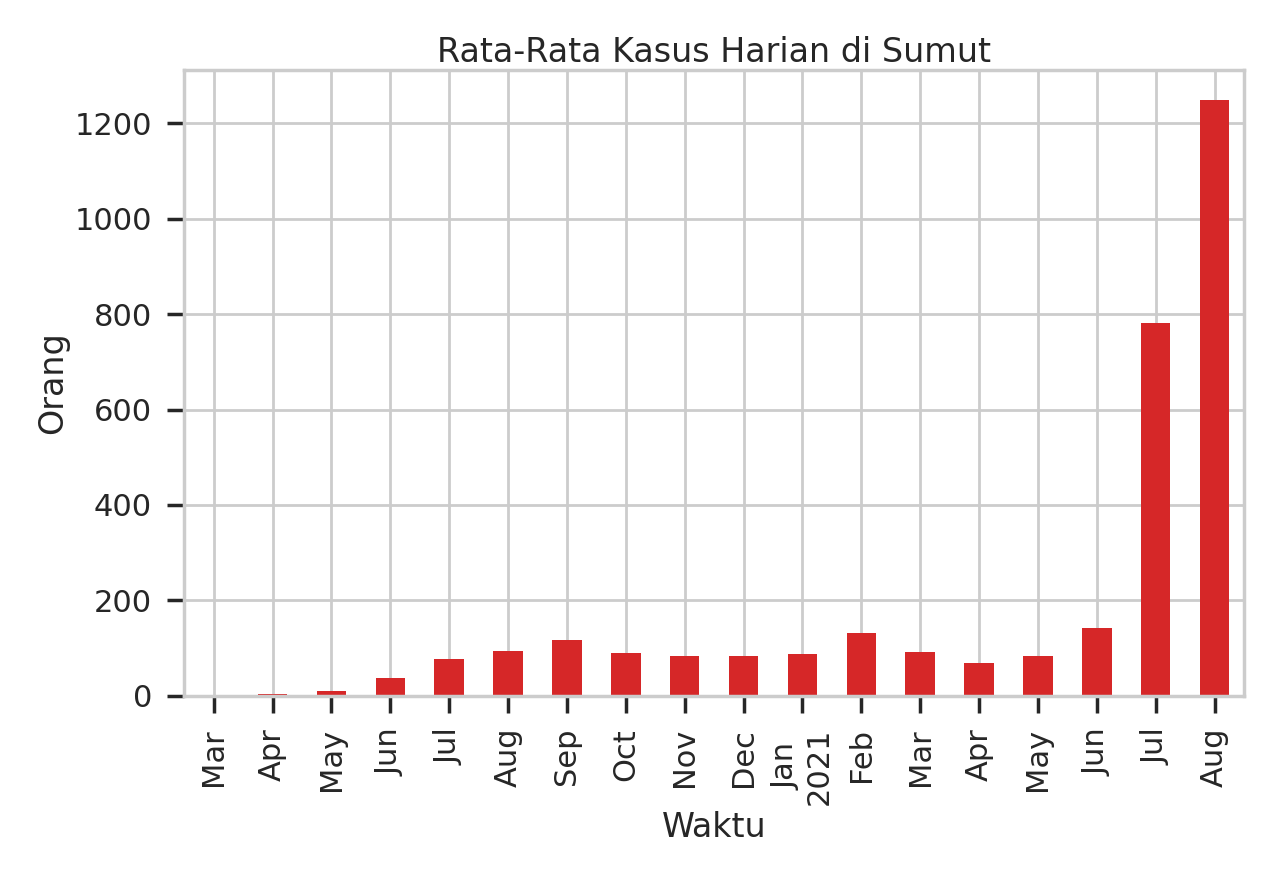 Rata-Rata Kasus Harian di Sumut
1200
1000
800
600
400
200
0
Orang
Mar
Apr
May
Jun
Jul
Aug
Sep
Oct
Nov
Dec
Jan
2021
Feb
Mar
Apr
May
Jun
Jul
Aug
Waktu